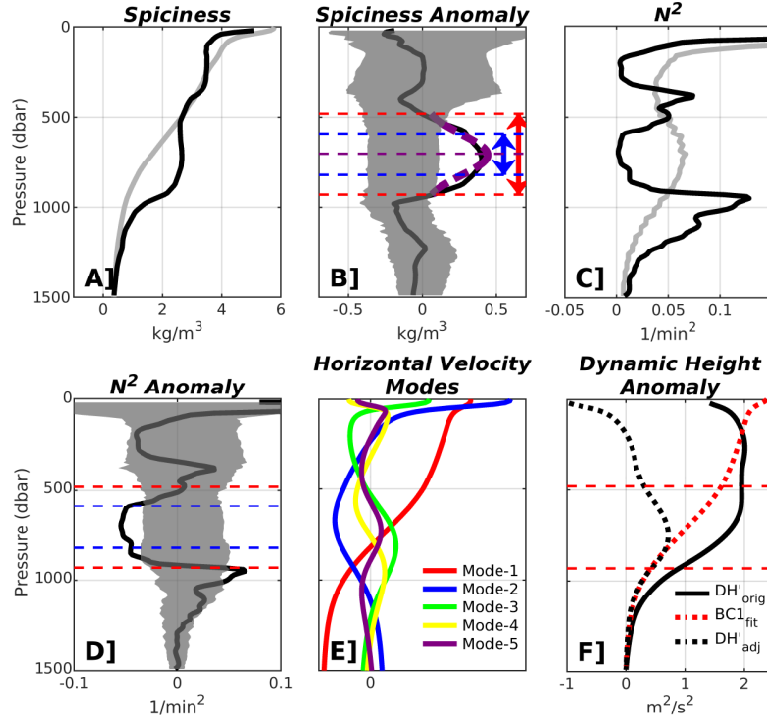 Spiciness
Spiciness Anomaly
N²
0
500
1000
1500
Pressure (dbar)
A]
B]
C]
0 2 4 6
-0.5 0 0.5
-0.05 0 0.05 0.1
kg/m³
kg/m³
1/min²
N² Anomaly
Horizontal Velocity
Modes
Dynamic Height
Anomaly
0
500
1000
1500
Pressure (dbar)
D]
E]
F]
Mode-1
Mode-2
Mode-3
Mode-4
Mode-5
DH'orig
BC1fit
DH'adj
-0.1 0 0.1
0
-1 0 1 2
1/min²
m²/s²